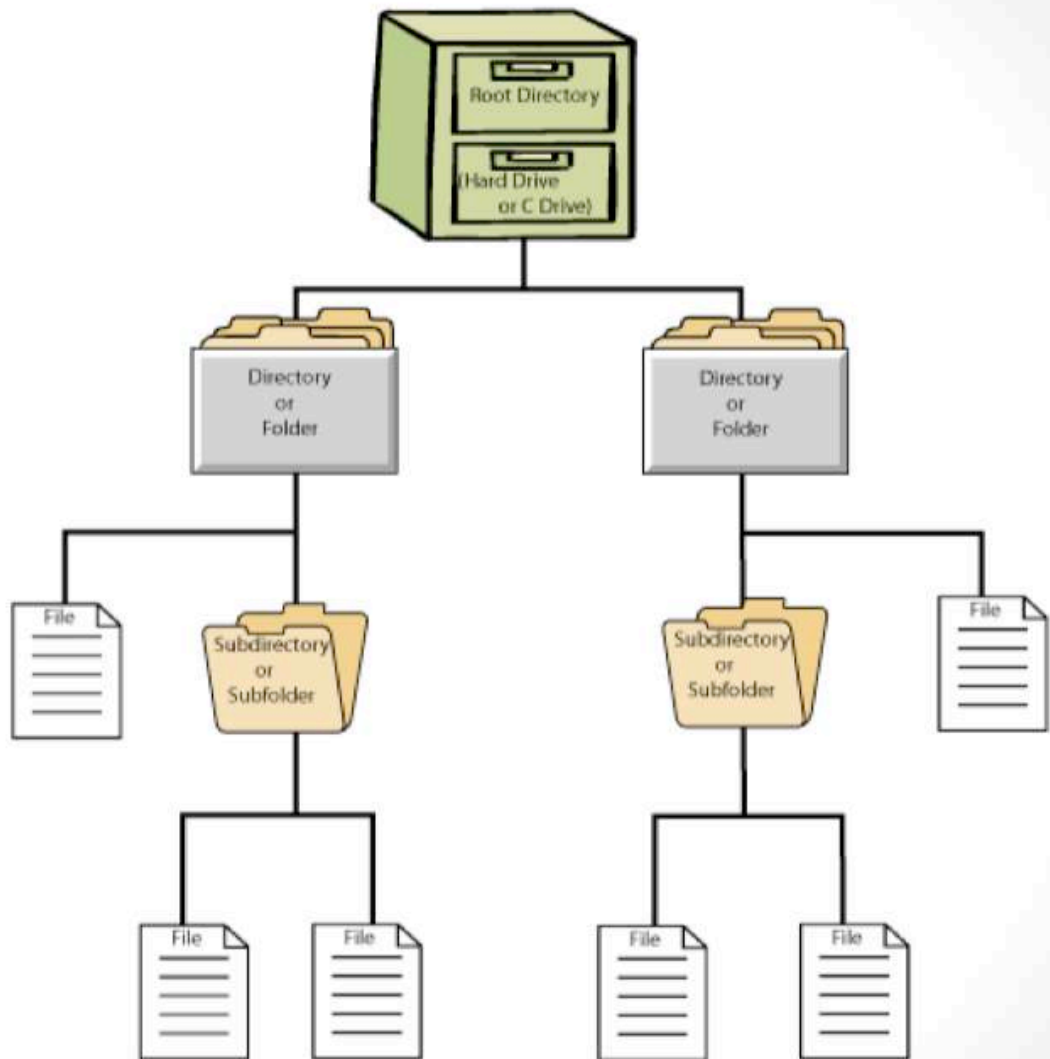 Root Directory
(Hard Drive
or C Drive)
Directory
or
Folder
Directory
or
Folder
File
Subdirectory
or
Subfolder
Subdirectory
or
Subfolder
File
File
File
File
File